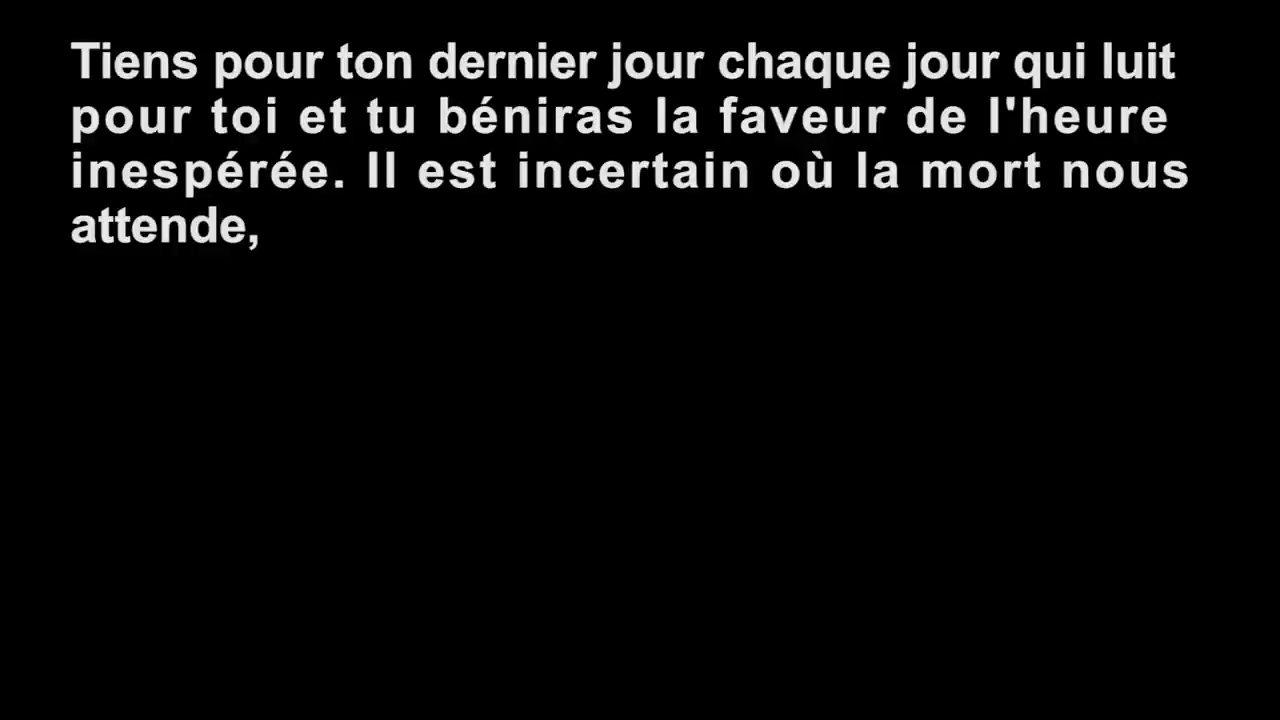 Tiens pour ton dernier jour chaque jour qui luit
pour toi et tu béniras la faveur de l'heure
inespérée. Il est incertain où la mort nous
attende,